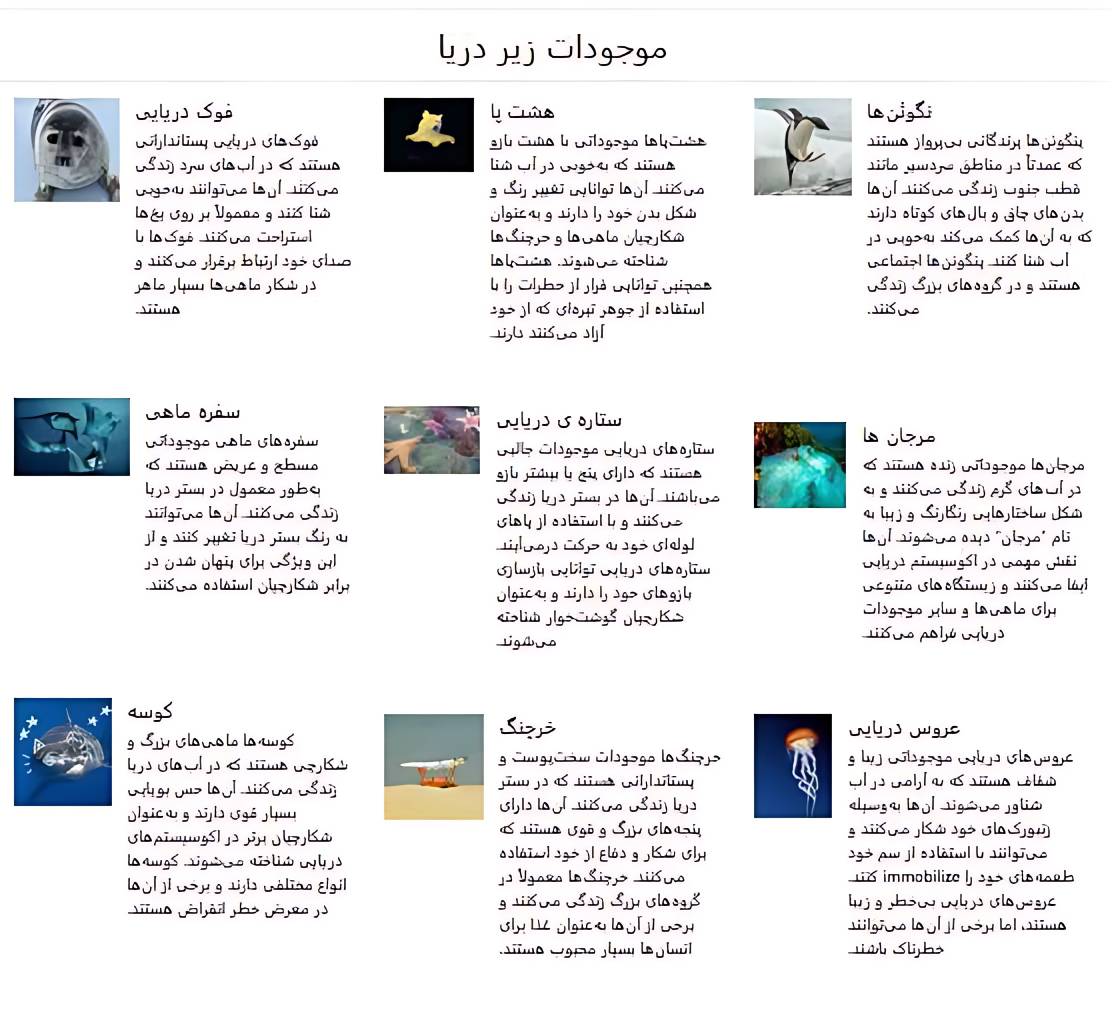 موجودات زیر دریا
نگوئن‌ها
پنگوئن‌ها پرندگانی بی‌پرواز هستند
که عمدتاً در مناطق سردسیر مانند
قطب جنوب زندگی می‌کنند. آن‌ها
بدن‌های چاق و بال‌های کوتاه دارند
که به آن‌ها کمک می‌کند به‌خوبی در
آب شنا کنند. پنگوئن‌ها اجتماعی
هستند و در گروه‌های بزرگ زندگی
می‌کنند.
هشت پا
هشت‌پاها موجوداتی با هشت بازو
هستند که به‌خوبی در آب شنا
می‌کنند. آن‌ها توانایی تغییر رنگ و
شکل بدن خود را دارند و به‌عنوان
شکارچیان ماهی‌ها و خرچنگ‌ها
شناخته می‌شوند. هشت‌پاها
همچنین توانایی فرار از خطرات را با
استفاده از جوهر تیره‌ای که از خود
آزاد می‌کنند دارند.
فوک دریایی
فوک‌های دریایی پستاندارانی
هستند که در آب‌های سرد زندگی
می‌کنند. آن‌ها می‌توانند به‌خوبی
شنا کنند و معمولاً بر روی یخ‌ها
استراحت می‌کنند. فوک‌ها با
صدای خود ارتباط برقرار می‌کنند و
در شکار ماهی‌ها بسیار ماهر
هستند.
مرجان ها
مرجان‌ها موجوداتی زنده هستند که
در آب‌های گرم زندگی می‌کنند و به
شکل ساختارهایی رنگارنگ و زیبا به
نام "مرجان" دیده می‌شوند. آن‌ها
نقش مهمی در اکوسیستم دریایی
ایفا می‌کنند و زیستگاه‌های متنوعی
برای ماهی‌ها و سایر موجودات
دریایی فراهم می‌کنند.
ستاره ی دریایی
ستاره‌های دریایی موجودات جالبی
هستند که دارای پنج یا بیشتر بازو
می‌باشند. آن‌ها در بستر دریا زندگی
می‌کنند و با استفاده از پاهای
لوله‌ای خود به حرکت درمی‌آیند.
ستاره‌های دریایی توانایی بازسازی
بازوهای خود را دارند و به‌عنوان
شکارچیان گوشت‌خوار شناخته
می‌شوند.
سفره ماهی
سفره‌های ماهی موجوداتی
مسطح و عریض هستند که
به‌طور معمول در بستر دریا
زندگی می‌کنند. آن‌ها می‌توانند
به رنگ بستر دریا تغییر کنند و از
این ویژگی برای پنهان شدن در
برابر شکارچیان استفاده می‌کنند.
عروس دریایی
عروس‌های دریایی موجوداتی زیبا و
شفاف هستند که به آرامی در آب
شناور می‌شوند. آن‌ها به‌وسیله
زنبورک‌های خود شکار می‌کنند و
می‌توانند با استفاده از سم خود
طعمه‌های خود را immobilize کنند.
عروس‌های دریایی بی‌خطر و زیبا
هستند، اما برخی از آن‌ها می‌توانند
خطرناک باشند.
خرچنگ
خرچنگ‌ها موجودات سخت‌پوست و
پستاندارانی هستند که در بستر
دریا زندگی می‌کنند. آن‌ها دارای
پنجه‌های بزرگ و قوی هستند که
برای شکار و دفاع از خود استفاده
می‌کنند. خرچنگ‌ها معمولاً در
گروه‌های بزرگ زندگی می‌کنند و
برخی از آن‌ها به‌عنوان غذا برای
انسان‌ها بسیار محبوب هستند.
کوسه
کوسه‌ها ماهی‌های بزرگ و
شکارچی هستند که در آب‌های دریا
زندگی می‌کنند. آن‌ها حس بویایی
بسیار قوی دارند و به‌عنوان
شکارچیان برتر در اکوسیستم‌های
دریایی شناخته می‌شوند. کوسه‌ها
انواع مختلفی دارند و برخی از آن‌ها
در معرض خطر انقراض هستند.